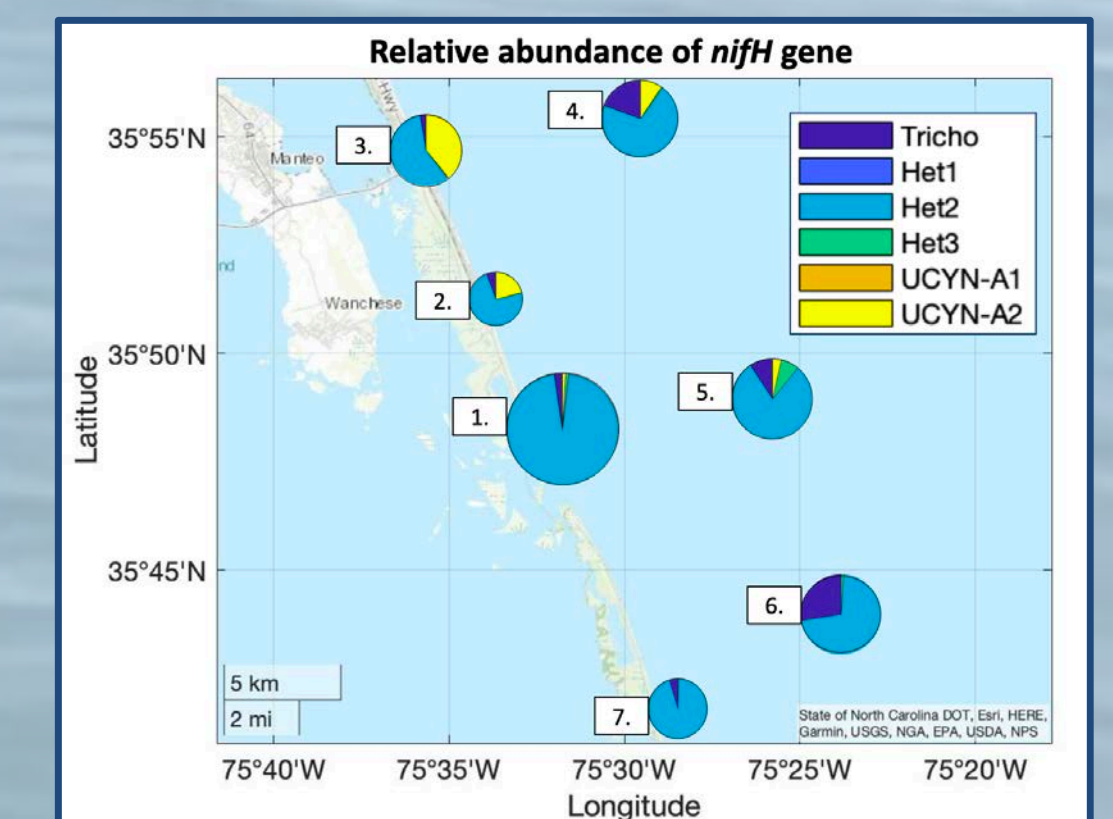 Relative abundance of nifH gene
35°55'N
35°50'N
35°45'N
Latitude
Hwy
64
Manteo
nd
Wanchese
3.
4.
2.
1.
5.
6.
7.
Tricho
Het1
Het2
Het3
UCYN-A1
UCYN-A2
5 km
2 mi
State of North Carolina DOT, Esri, HERE,
Garmin, USGS, NGA, EPA, USDA, NPS
75°40'W 75°35'W 75°30'W 75°25'W 75°20'W
Longitude